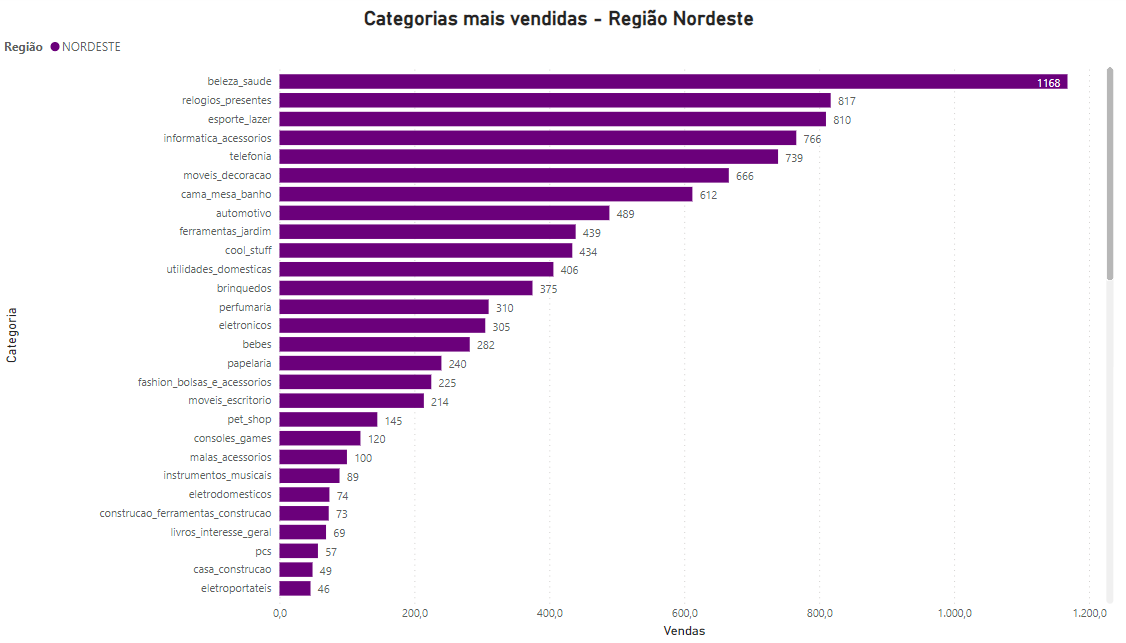 Categorias mais vendidas - Região Nordeste
Região NORDESTE
beleza_saude 1168
relogios_presentes 817
esporte_lazer 810
informatica_acessorios 766
telefonia 739
moveis_decoracao 666
cama_mesa_banho 612
automotivo 489
ferramentas_jardim 439
cool_stuff 434
utilidades_domesticas 406
brinquedos 375
perfumaria 310
eletronicos 305
bebes 282
papelaria 240
fashion_bolsas_e_acessorios 225
moveis_escritorio 214
pet_shop 145
consoles_games 120
malas_acessorios 100
instrumentos_musicais 89
eletrodomesticos 74
construcao_ferramentas_construcao 73
livros_interesse_geral 69
pcs 57
casa_construcao 49
eletroportateis 46
Categoria
0,0 200,0 400,0 600,0 800,0 1.000,0 1.200,0
Vendas